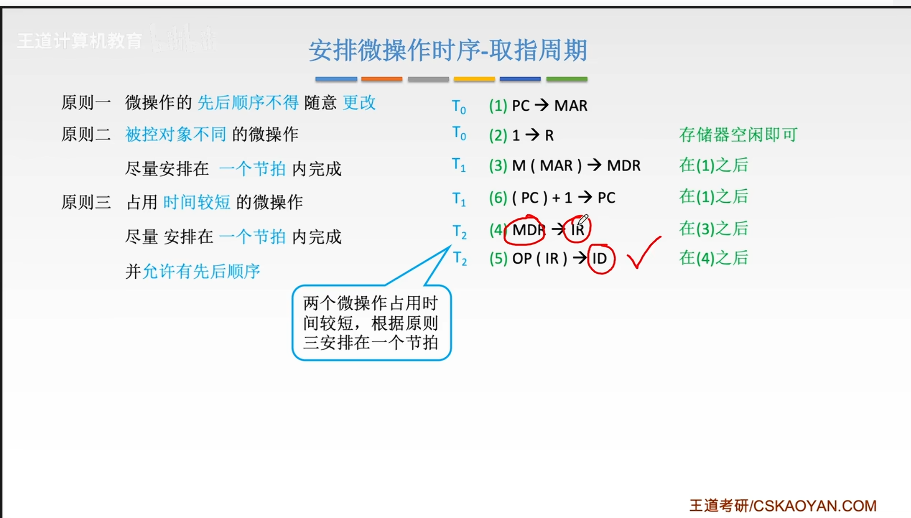 王道计算机教育
安排微操作时序-取指周期
原则一 微操作的 先后顺序不得 随意 更改
原则二 被控对象不同 的微操作
尽量安排在 一个节拍 内完成
原则三 占用 时间较短 的微操作
尽量 安排在 一个节拍 内完成
并允许有先后顺序
T0 (1) PC → MAR
T0 (2) 1 → R 存储器空闲即可
T1 (3) M ( MAR ) → MDR 在(1)之后
T1 (6) ( PC ) + 1 → PC 在(1)之后
T2 (4) MDR → IR 在(3)之后
T2 (5) OP ( IR ) → ID 在(4)之后
两个微操作占用时
间较短，根据原则
三安排在一个节拍
王道考研/CSKAOYAN.COM